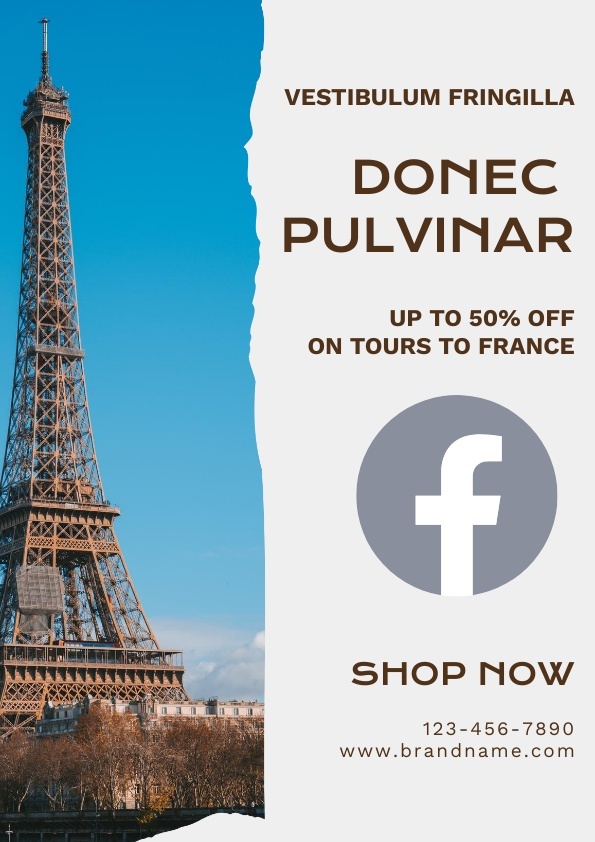 VESTIBULUM FRINGILLA
DONEC
PULVINAR
UP TO 50% OFF
ON TOURS TO FRANCE
f
SHOP NOW
123-456-7890
www.brandname.com